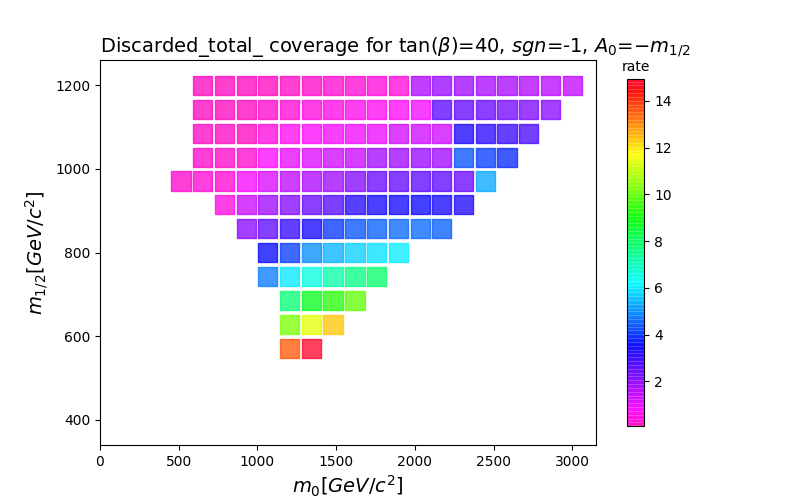 Discarded_total_ coverage for tan(β)=40, sgn=-1, A₀=−m₁/₂
rate
1200
1000
800
600
400
m₁/₂[GeV/c²]
0 500 1000 1500 2000 2500 3000
m₀[GeV/c²]
14
12
10
8
6
4
2